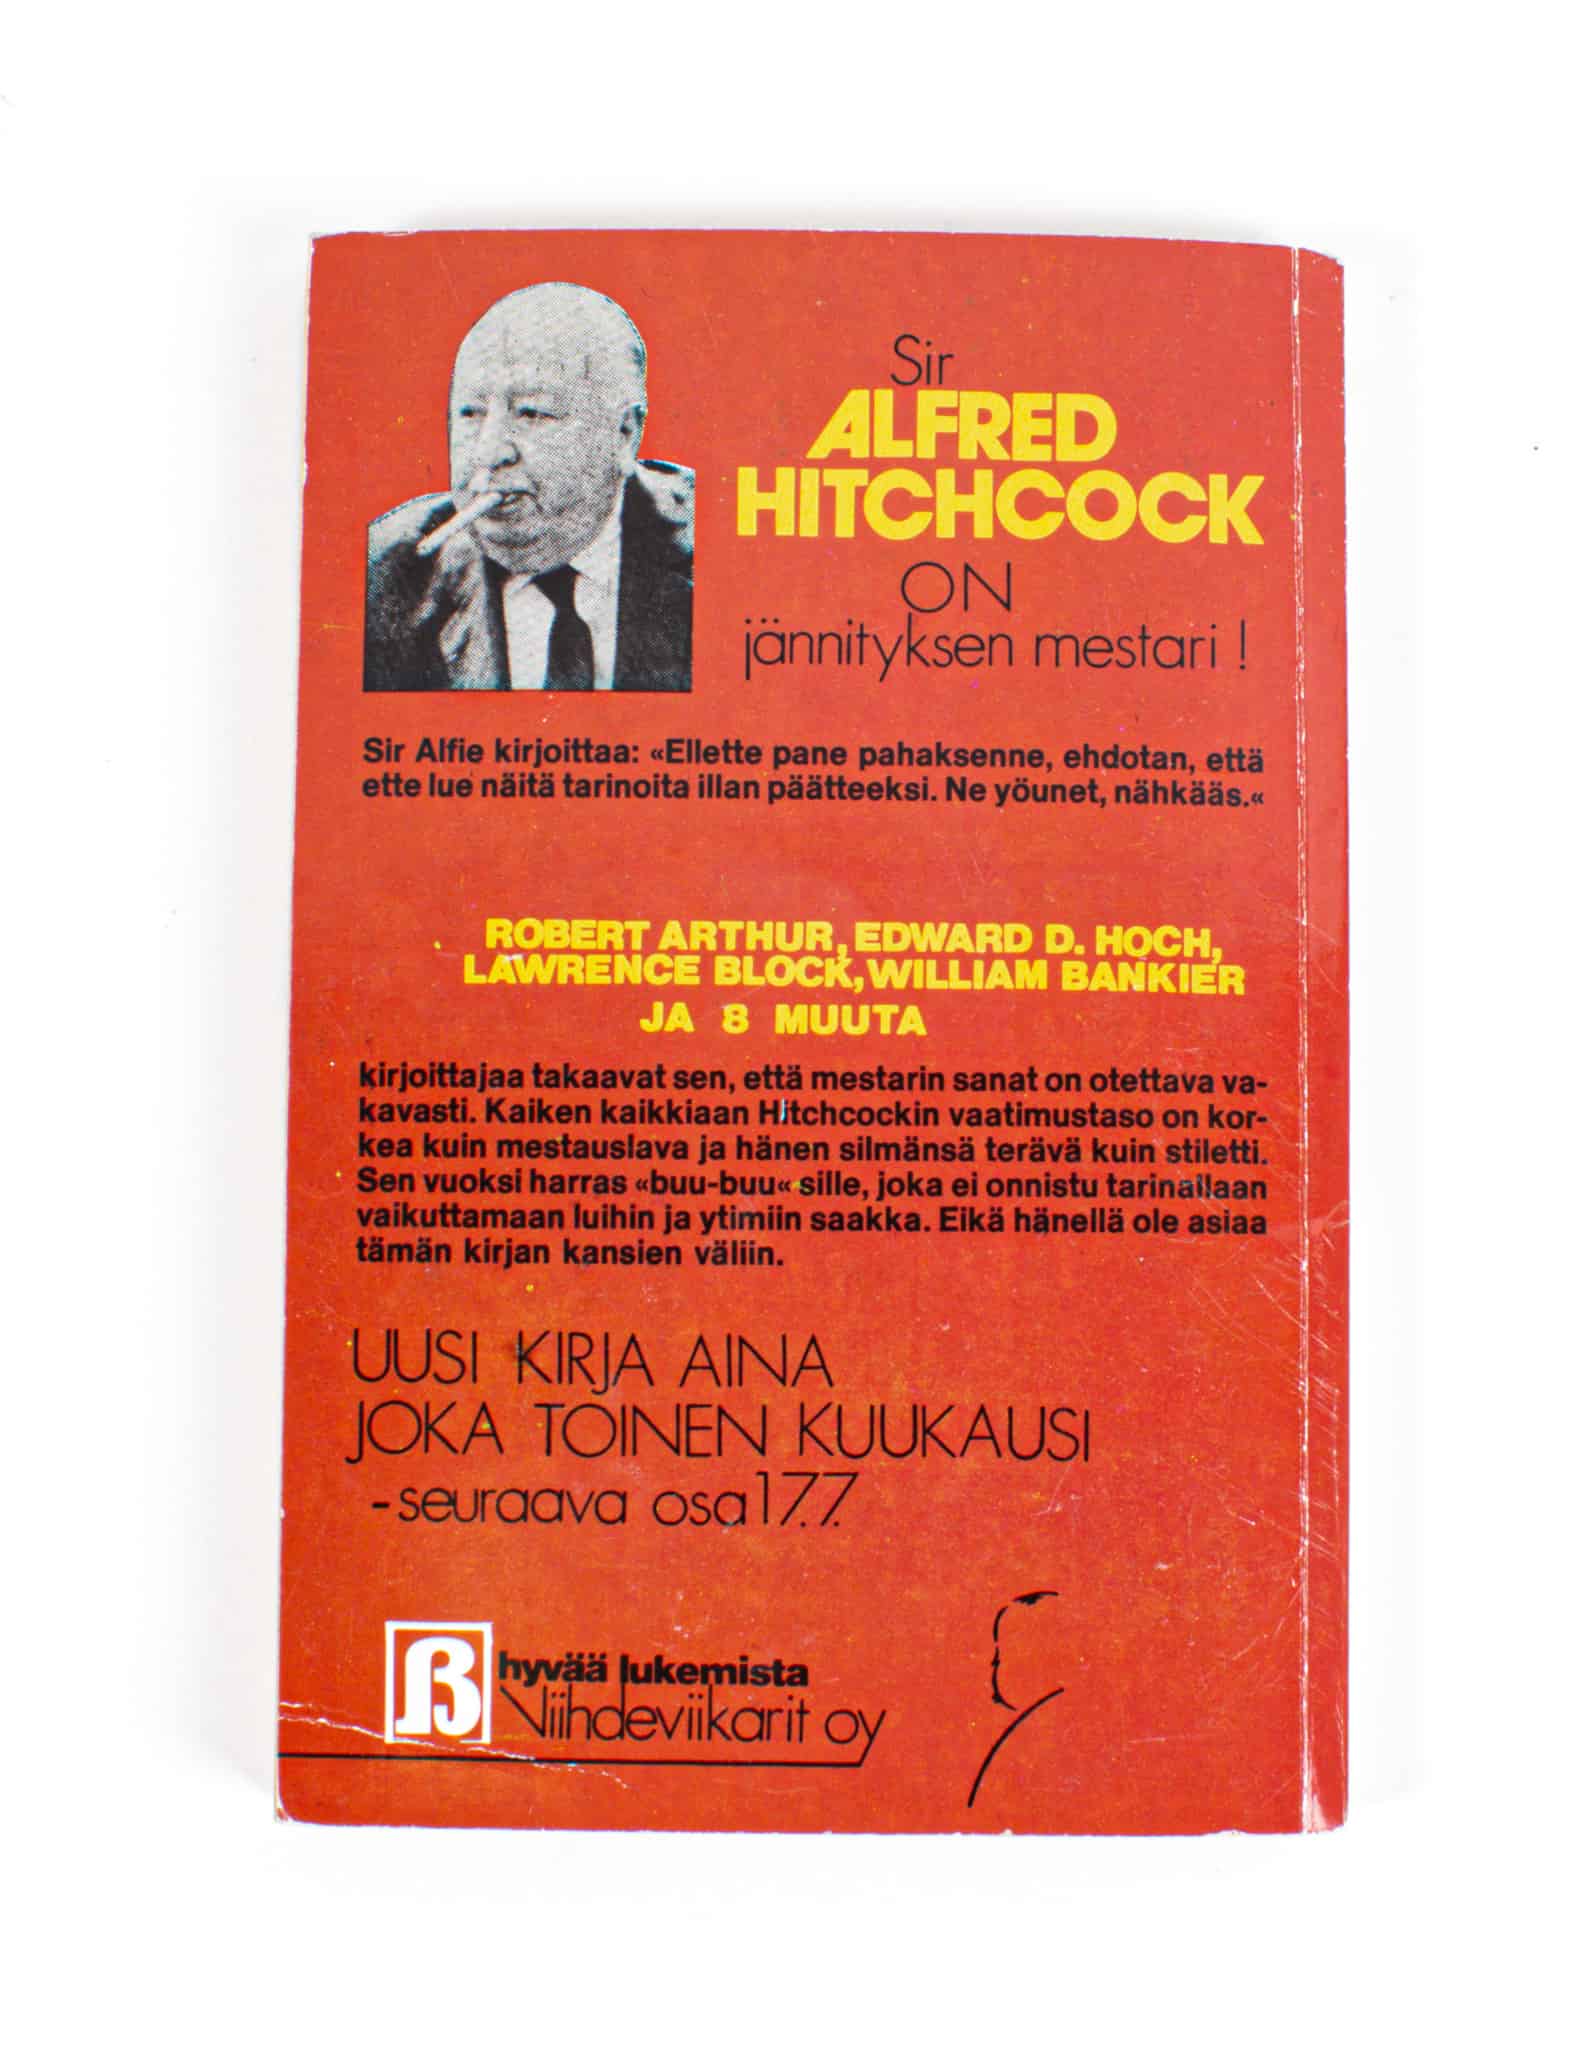 Sir
ALFRED
HITCHCOCK
ON
jännityksen mestari !
Sir Alfie kirjoittaa: «Ellette pane pahaksenne, ehdotan, että
ette lue näitä tarinoita illan päätteeksi. Ne yöunet, nähkääs.«
ROBERT ARTHUR, EDWARD D. HOCH,
LAWRENCE BLOCK, WILLIAM BANKIER
JA 8 MUUTA
kirjoittajaa takaavat sen, että mestarin sanat on otettava va-
kavasti. Kaiken kaikkiaan Hitchcockin vaatimustaso on kor-
kea kuin mestauslava ja hänen silmänsä terävä kuin stiletti.
Sen vuoksi harras «buu-buu« sille, joka ei onnistu tarinallaan
vaikuttamaan luihin ja ytimiin saakka. Eikä hänellä ole asiaa
tämän kirjan kansien väliin.
UUSI KIRJA AINA
JOKA TOINEN KUUKAUSI
-seuraava osa 17.7.
ß hyvää lukemista
Viihdeviikarit oy